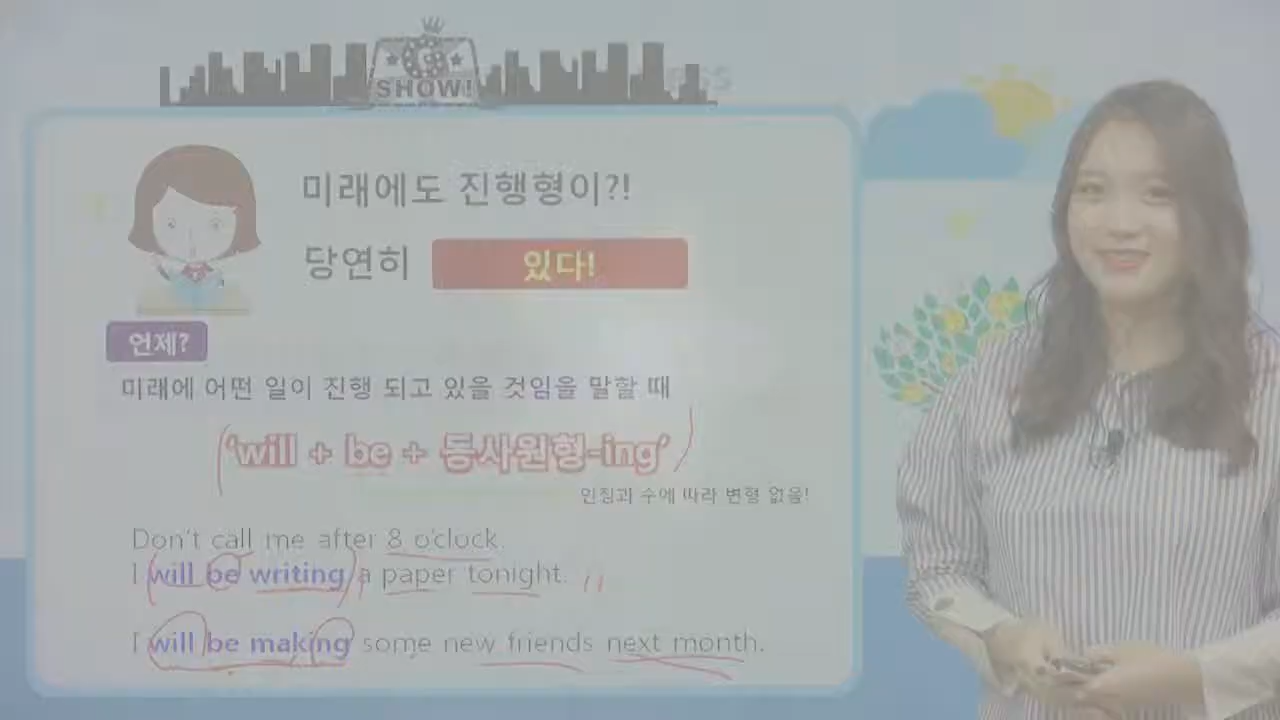 G
SHOW!
미래에도 진행형이?!
당연히 있다!
언제?
미래에 어떤 일이 진행 되고 있을 것임을 말할 때
‘will + be + 동사원형-ing’
인칭과 수에 따라 변형 없음!
Don't call me after 8 o'clock.
I will be writing a paper tonight.
I will be making some new friends next month.